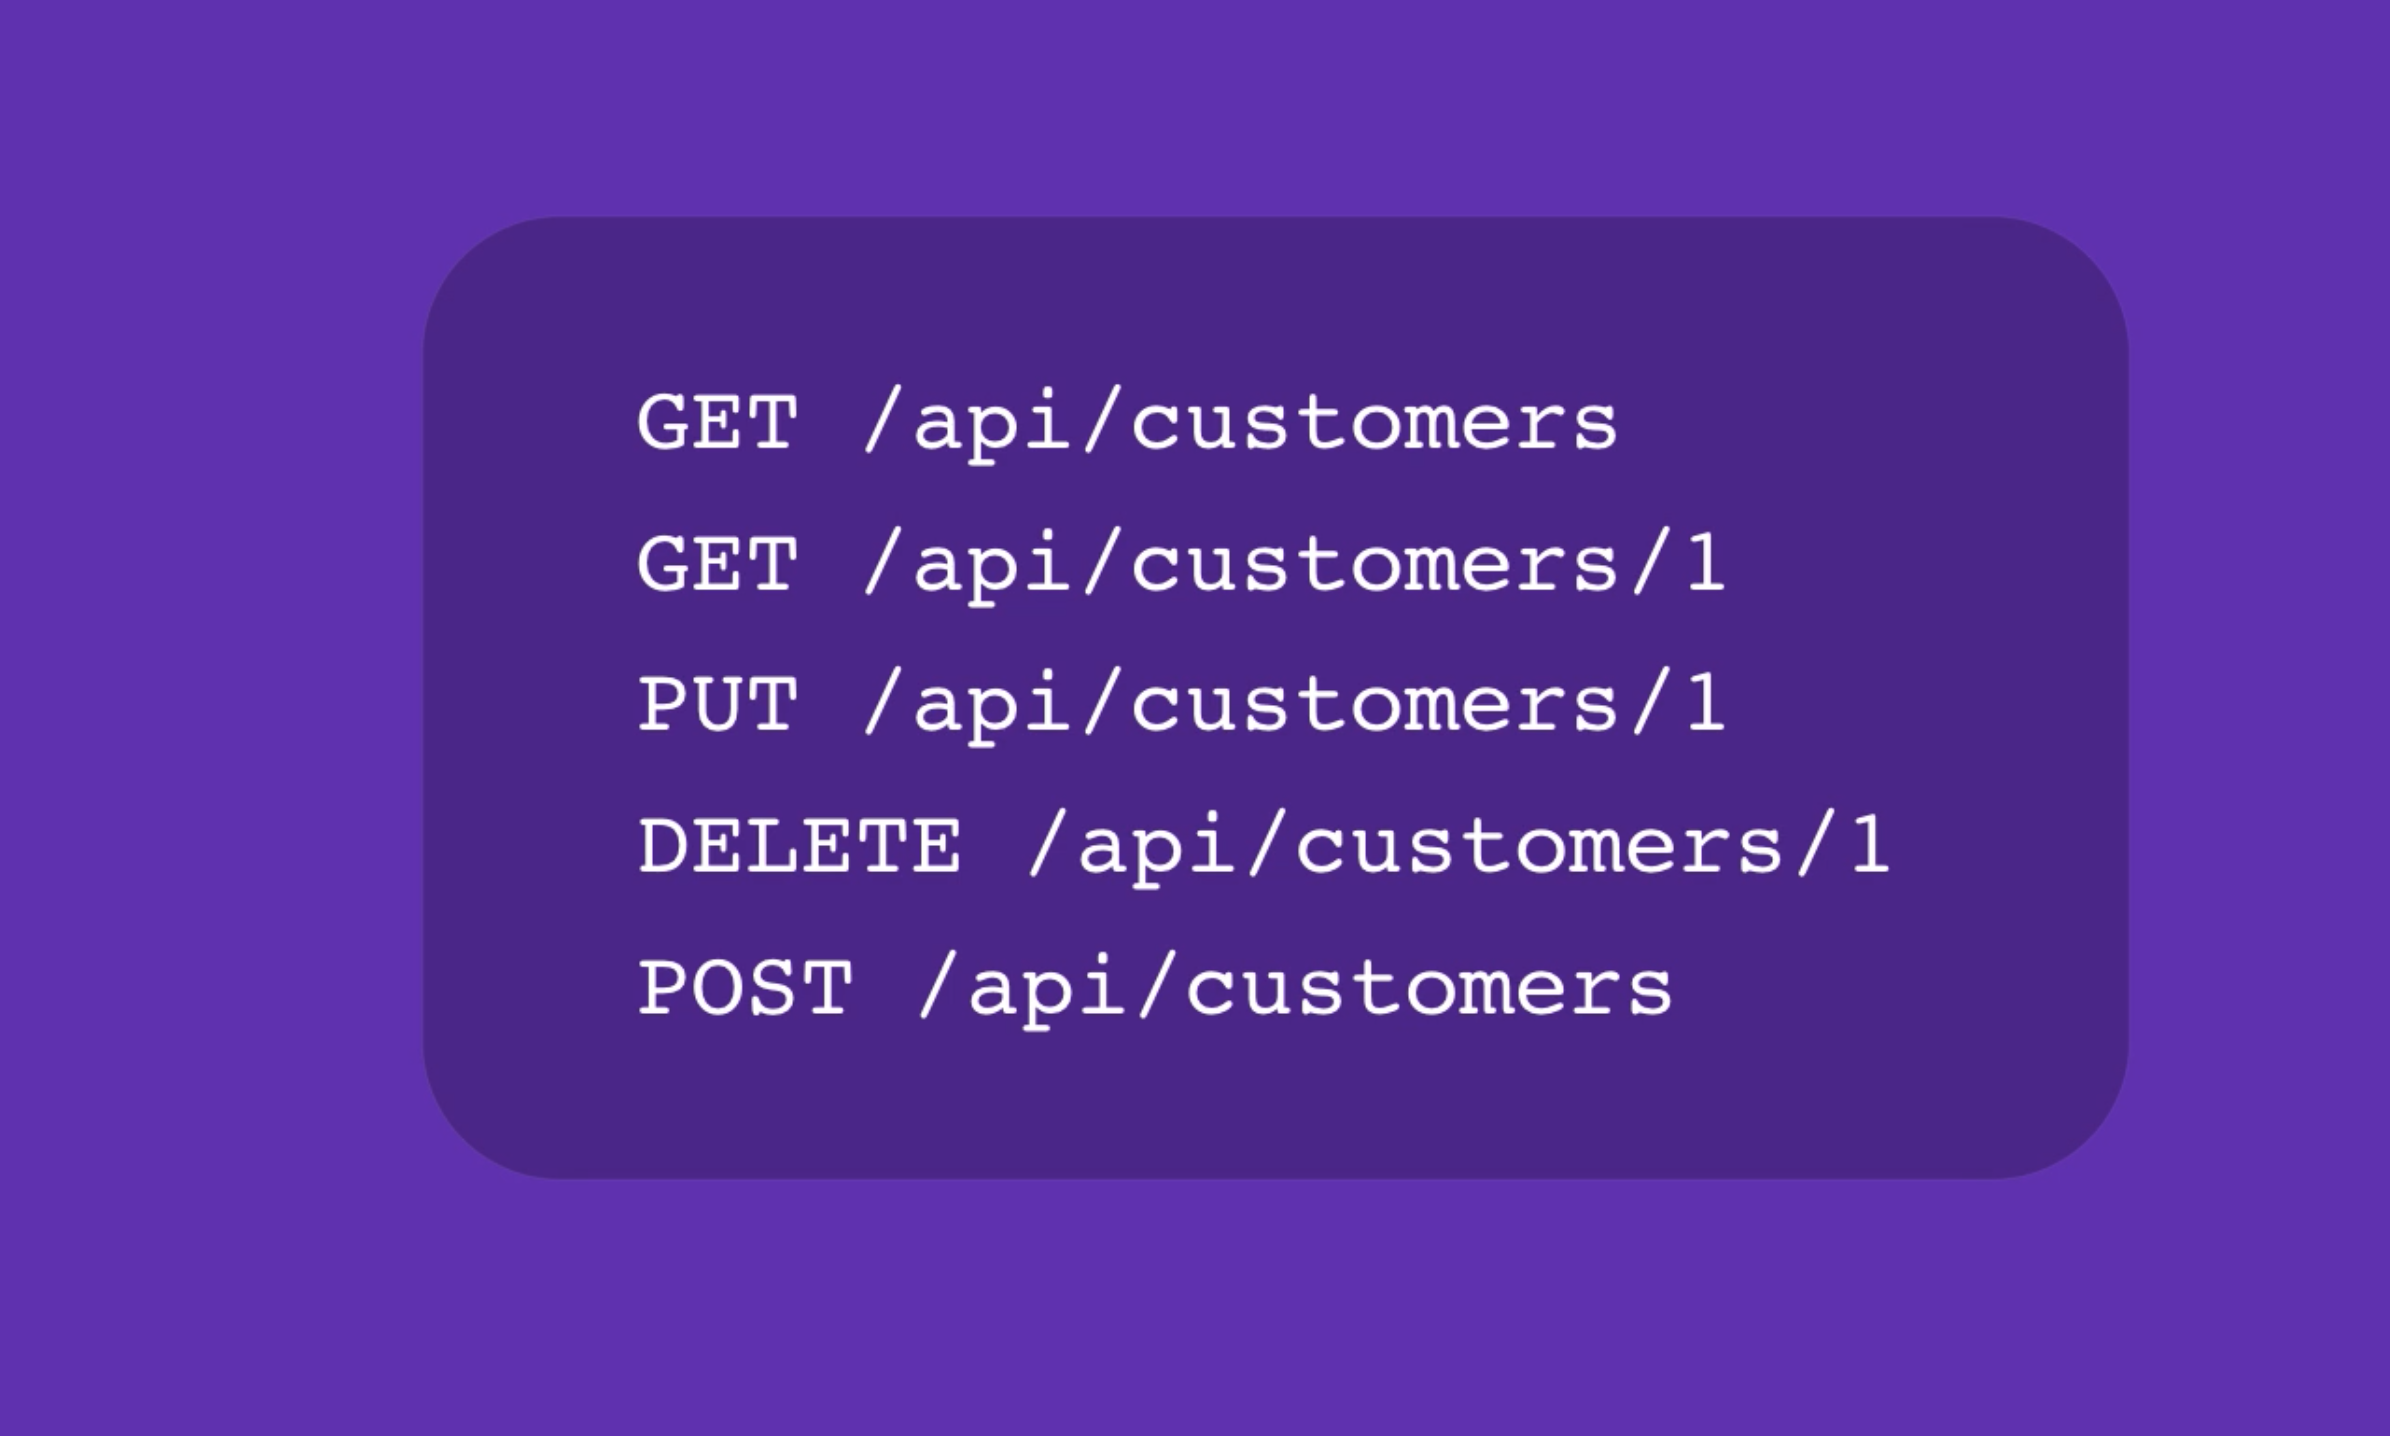 GET /api/customers
GET /api/customers/1
PUT /api/customers/1
DELETE /api/customers/1
POST /api/customers